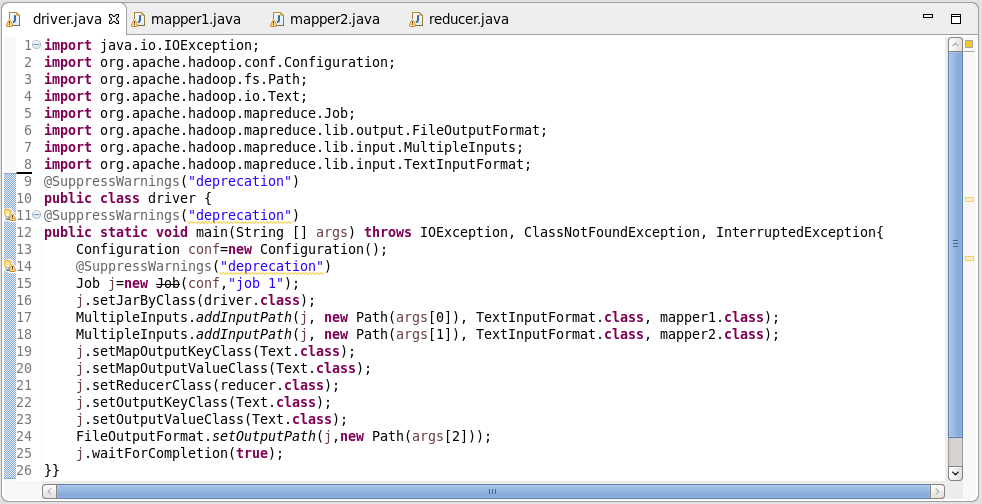 driver.java mapper1.java mapper2.java reducer.java
1 import java.io.IOException;
2 import org.apache.hadoop.conf.Configuration;
3 import org.apache.hadoop.fs.Path;
4 import org.apache.hadoop.io.Text;
5 import org.apache.hadoop.mapreduce.Job;
6 import org.apache.hadoop.mapreduce.lib.output.FileOutputFormat;
7 import org.apache.hadoop.mapreduce.lib.input.MultipleInputs;
8 import org.apache.hadoop.mapreduce.lib.input.TextInputFormat;
9 @SuppressWarnings("deprecation")
10 public class driver {
11 @SuppressWarnings("deprecation")
12 public static void main(String [] args) throws IOException, ClassNotFoundException, InterruptedException{
13     Configuration conf=new Configuration();
14     @SuppressWarnings("deprecation")
15     Job j=new Job(conf,"job 1");
16     j.setJarByClass(driver.class);
17     MultipleInputs.addInputPath(j, new Path(args[0]), TextInputFormat.class, mapper1.class);
18     MultipleInputs.addInputPath(j, new Path(args[1]), TextInputFormat.class, mapper2.class);
19     j.setMapOutputKeyClass(Text.class);
20     j.setMapOutputValueClass(Text.class);
21     j.setReducerClass(reducer.class);
22     j.setOutputKeyClass(Text.class);
23     j.setOutputValueClass(Text.class);
24     FileOutputFormat.setOutputPath(j,new Path(args[2]));
25     j.waitForCompletion(true);
26 }}